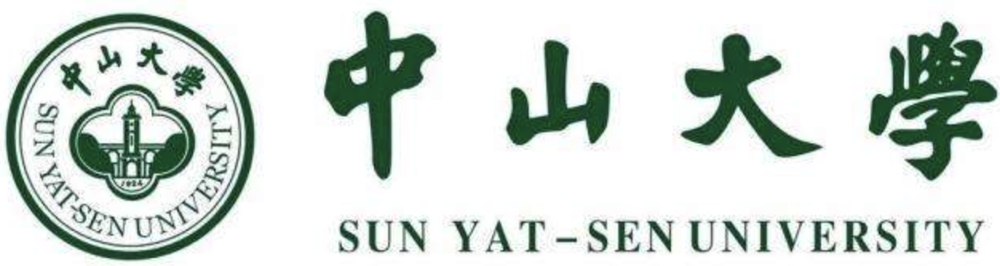 中山大學
SUN YAT-SEN UNIVERSITY
1924
中山大學
SUN YAT-SEN UNIVERSITY